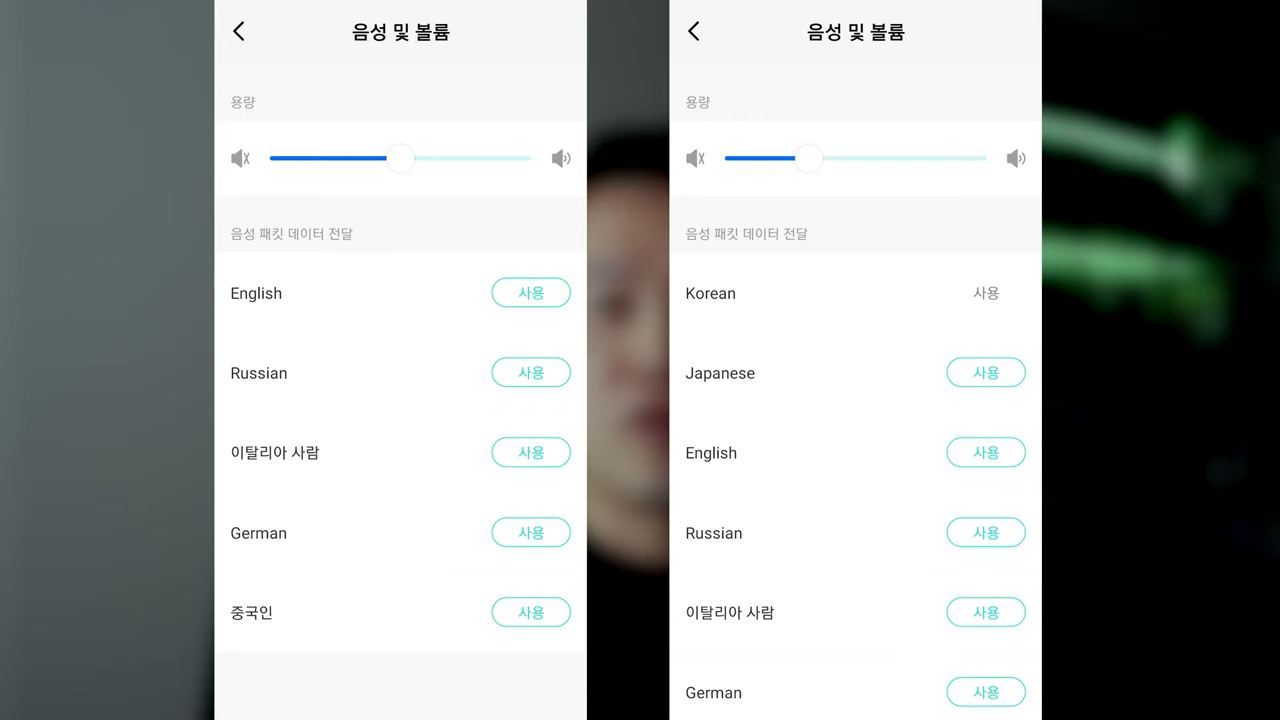 음성 및 볼륨
용량
음성 패킷 데이터 전달
English 사용
Russian 사용
이탈리아 사람 사용
German 사용
중국인 사용
음성 및 볼륨
용량
음성 패킷 데이터 전달
Korean 사용
Japanese 사용
English 사용
Russian 사용
이탈리아 사람 사용
German 사용